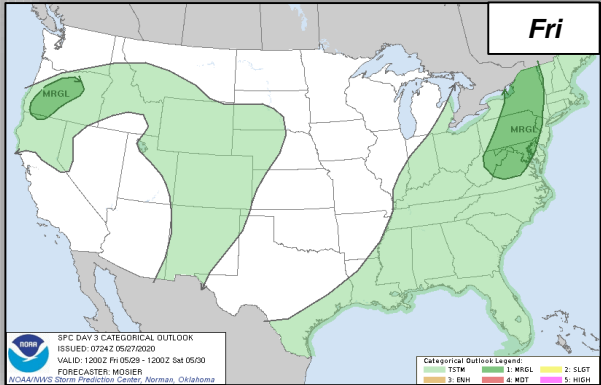 Fri
MRGL
MRGL
NOAA
SPC DAY 3 CATEGORICAL OUTLOOK
ISSUED: 0724Z 05/27/2020
VALID: 1200Z Fri 05/29 - 1200Z Sat 05/30
FORECASTER: MOSIER
NOAA/NWS Storm Prediction Center, Norman, Oklahoma
Categorical Outlook Legend:
TSTM 1: MRGL 2: SLGT
3: ENH 4: MDT 5: HIGH